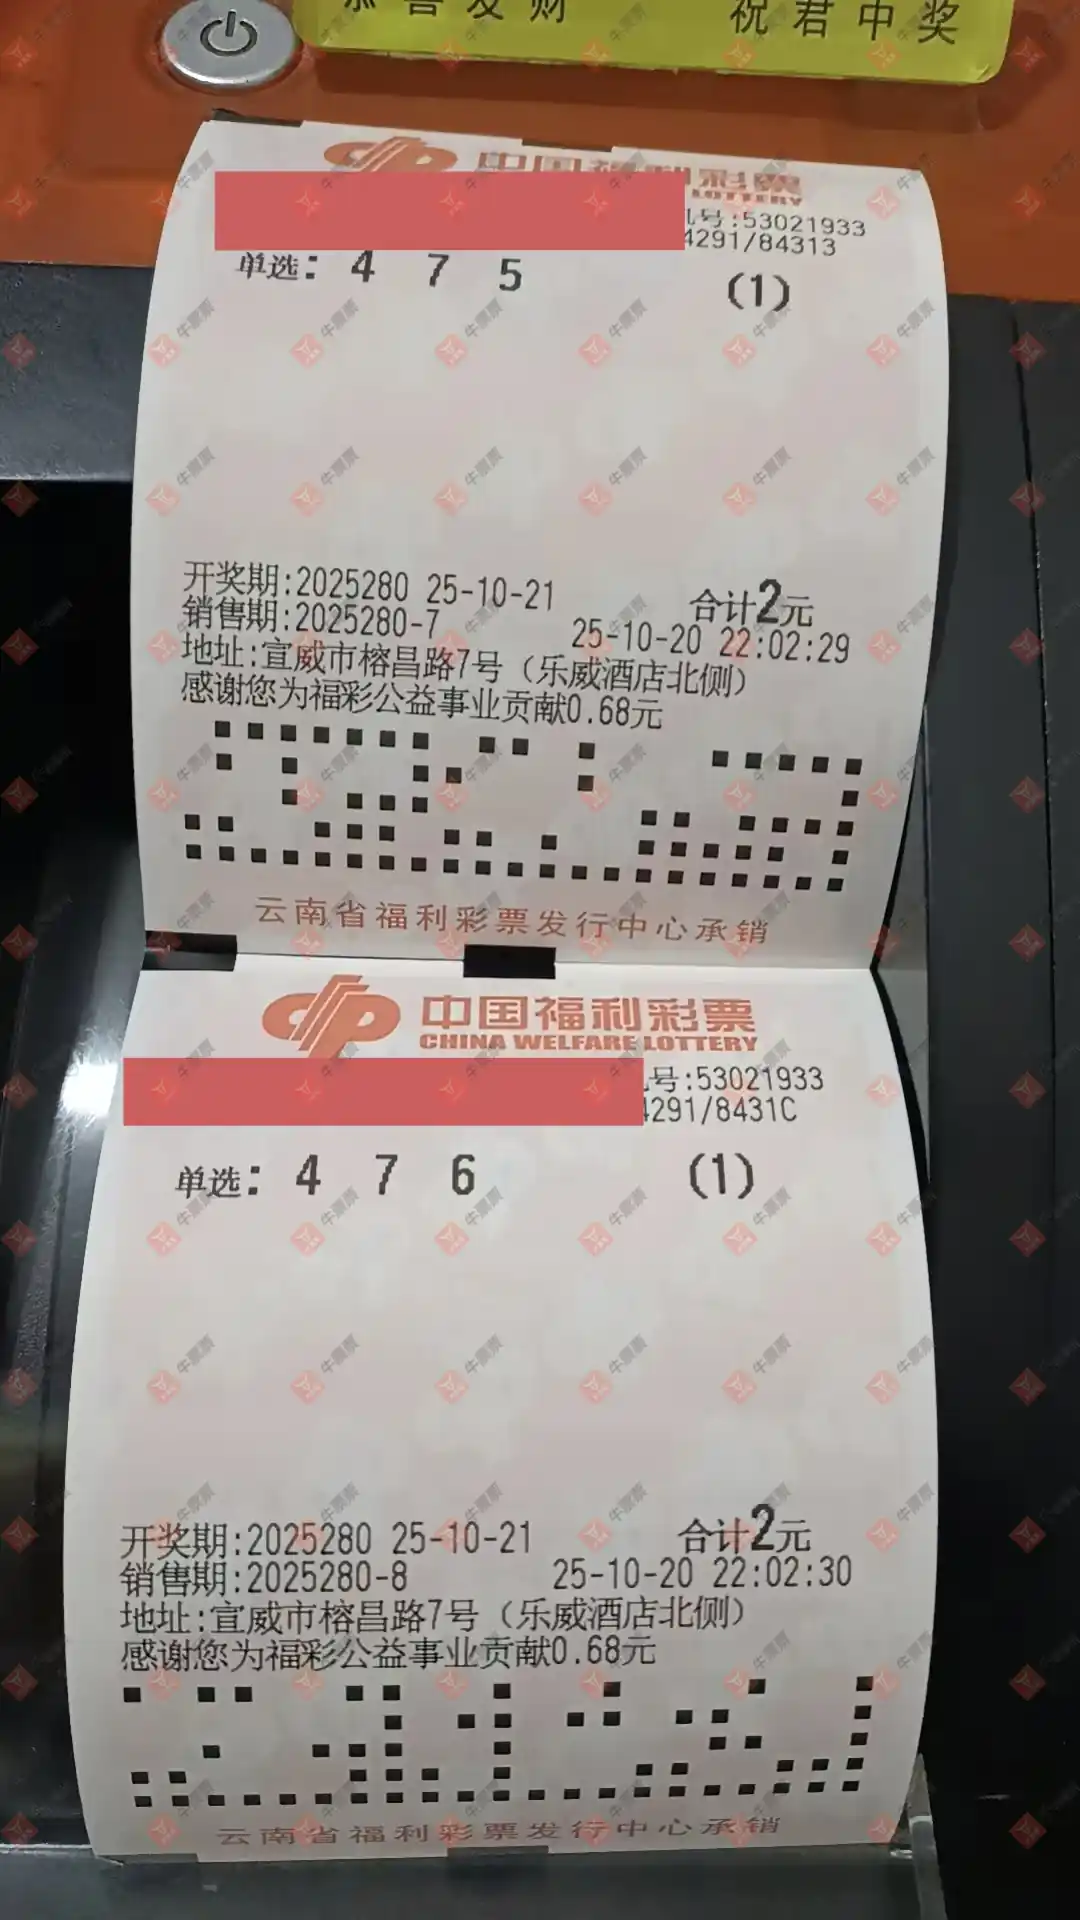 恭喜发财 祝君中奖
中国福利彩票
LOTTERY
机号:53021933
4291/84313
单选: 4 7 5 (1)
开奖期:2025280 25-10-21 合计2元
销售期:2025280-7 25-10-20 22:02:29
地址:宣威市榕昌路7号（乐威酒店北侧）
感谢您为福彩公益事业贡献0.68元
云南省福利彩票发行中心承销
中国福利彩票
CHINA WELFARE LOTTERY
号:53021933
4291/8431C
单选: 4 7 6 (1)
开奖期:2025280 25-10-21 合计2元
销售期:2025280-8 25-10-20 22:02:30
地址:宣威市榕昌路7号（乐威酒店北侧）
感谢您为福彩公益事业贡献0.68元
云南省福利彩票发行中心承销
牛票票